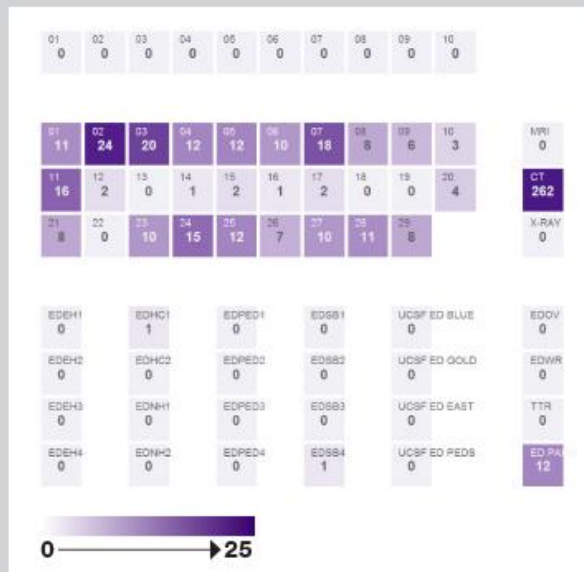 01 02 03 04 05 06 07 08 09 10
0 0 0 0 0 0 0 0 0 0
01 02 03 04 05 06 07 08 09 10 MRI
11 24 20 12 12 10 18 8 6 3 0
11 12 13 14 15 16 17 18 19 20 CT
16 2 0 1 2 1 2 0 0 4 262
21 22 23 24 25 26 27 28 29 X-RAY
8 0 10 15 12 7 10 11 8 0
EDEH1 EDHC1 EDPED1 EDSB1 UCSF ED BLUE EDOV
0 1 0 0 0 0
EDEH2 EDHC2 EDPED2 EDSB2 UCSF ED GOLD EDWR
0 0 0 0 0 0
EDEH3 EDNH1 EDPED3 EDSB3 UCSF ED EAST TTR
0 0 0 0 0 0
EDEH4 EDNH2 EDPED4 EDSB4 UCSF ED PEDS ED PA
0 0 0 1 0 12
0 25